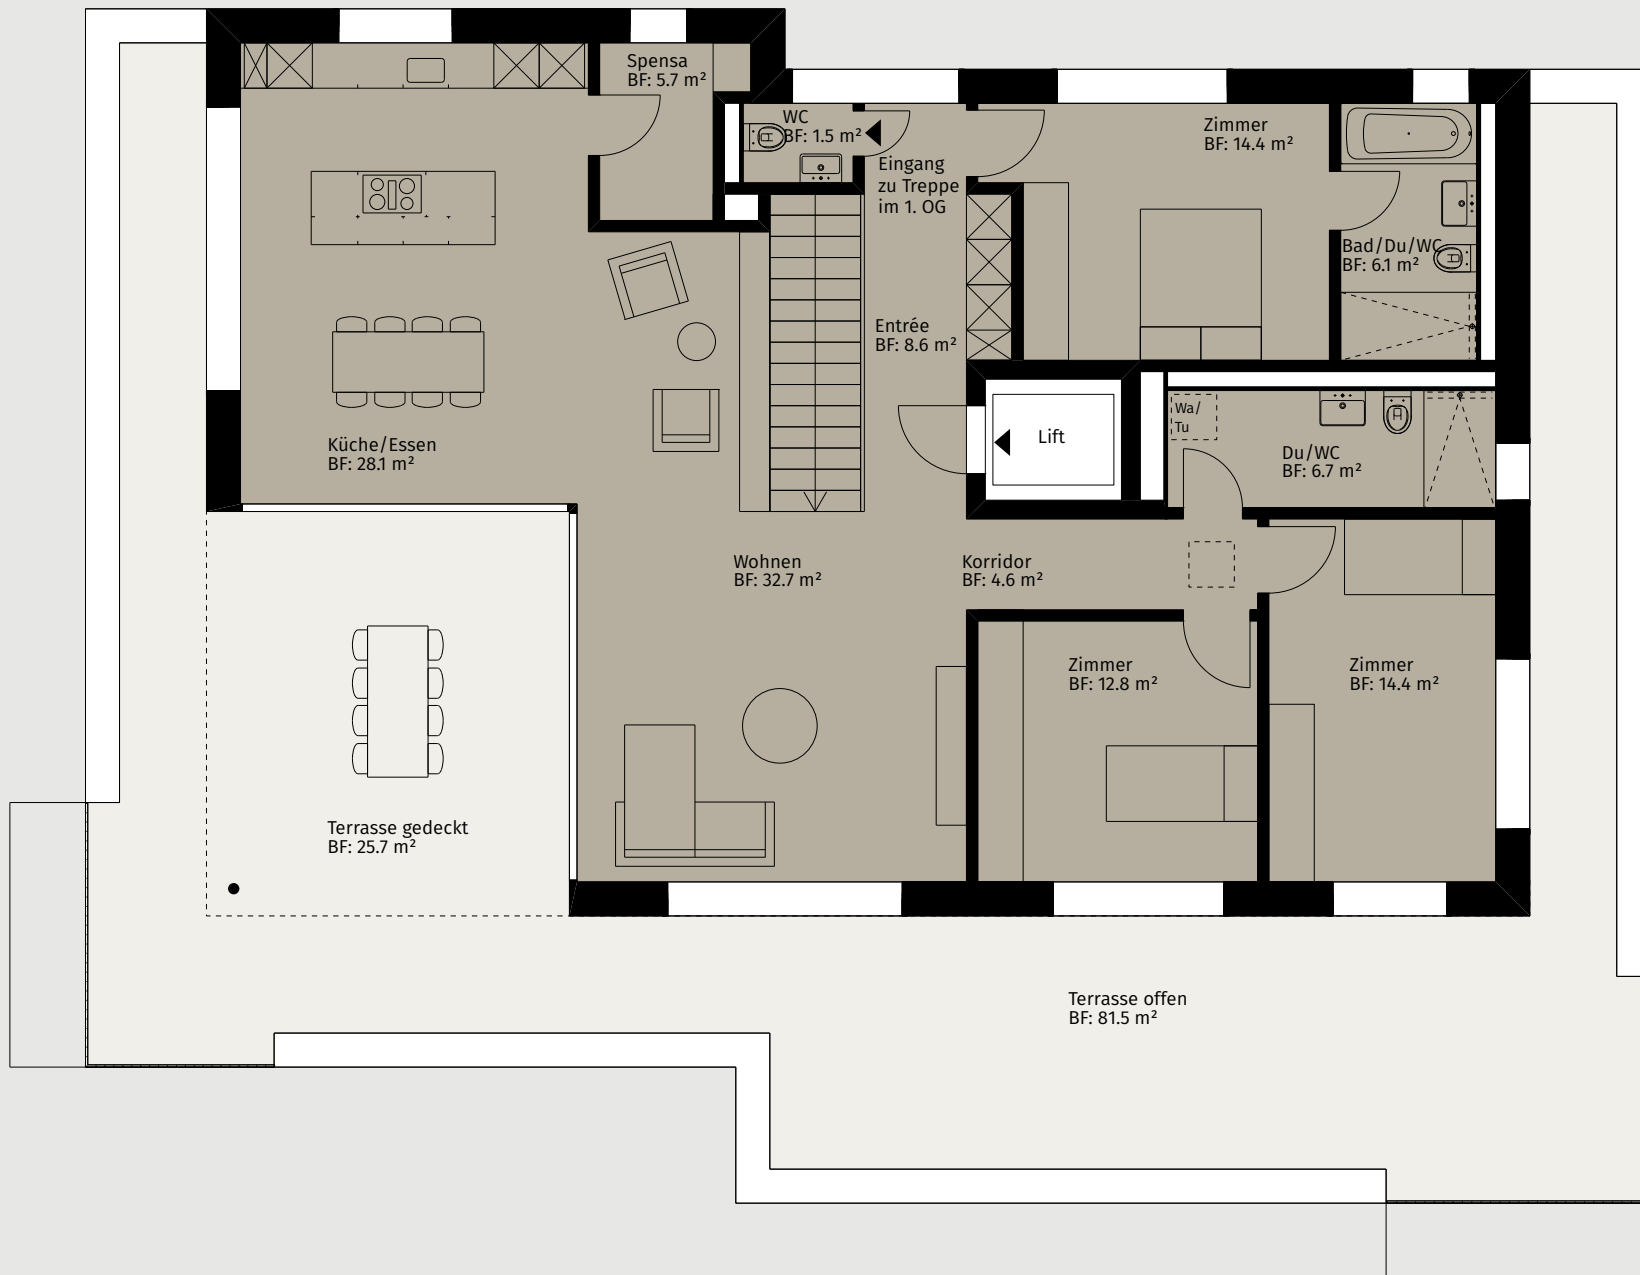 Spensa
BF: 5.7 m²
WC
BF: 1.5 m²
Eingang
zu Treppe
im 1. OG
Zimmer
BF: 14.4 m²
Bad/Du/WC
BF: 6.1 m²
Entrée
BF: 8.6 m²
Küche/Essen
BF: 28.1 m²
Lift
Wa/
Tu
Du/WC
BF: 6.7 m²
Wohnen
BF: 32.7 m²
Korridor
BF: 4.6 m²
Zimmer
BF: 12.8 m²
Zimmer
BF: 14.4 m²
Terrasse gedeckt
BF: 25.7 m²
Terrasse offen
BF: 81.5 m²